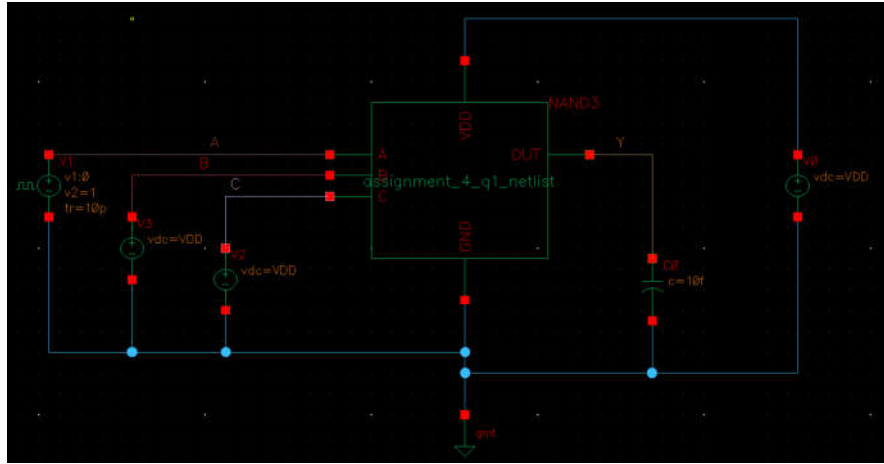 NAND3
VDD
A
A
V1
v1:0
v2=1
tr=10p
B
B
C
C
OUT
Y
assignment_4_q1_netlist
GND
V0
vdc=VDD
V3
vdc=VDD
V2
vdc=VDD
C0
c=10f
gnd